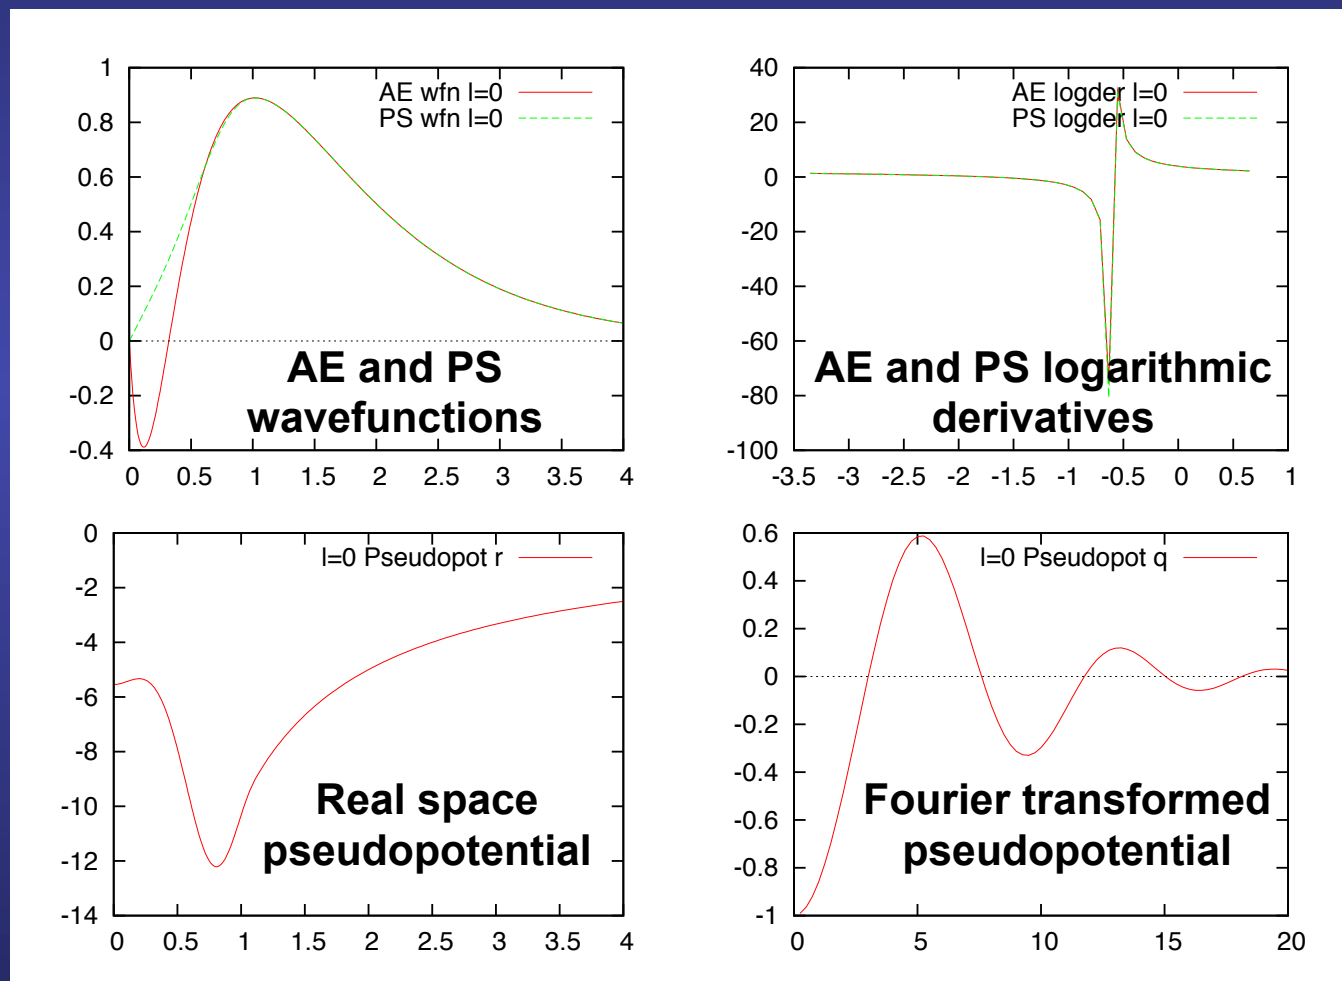 AE wfn l=0
PS wfn l=0
1
0.8
0.6
0.4
0.2
0
-0.2
-0.4
0 0.5 1 1.5 2 2.5 3 3.5 4
AE and PS
wavefunctions
AE logder l=0
PS logder l=0
40
20
0
-20
-40
-60
-80
-100
-3.5 -3 -2.5 -2 -1.5 -1 -0.5 0 0.5 1
AE and PS logarithmic
derivatives
l=0 Pseudopot r
0
-2
-4
-6
-8
-10
-12
-14
0 0.5 1 1.5 2 2.5 3 3.5 4
Real space
pseudopotential
l=0 Pseudopot q
0.6
0.4
0.2
0
-0.2
-0.4
-0.6
-0.8
-1
0 5 10 15 20
Fourier transformed
pseudopotential